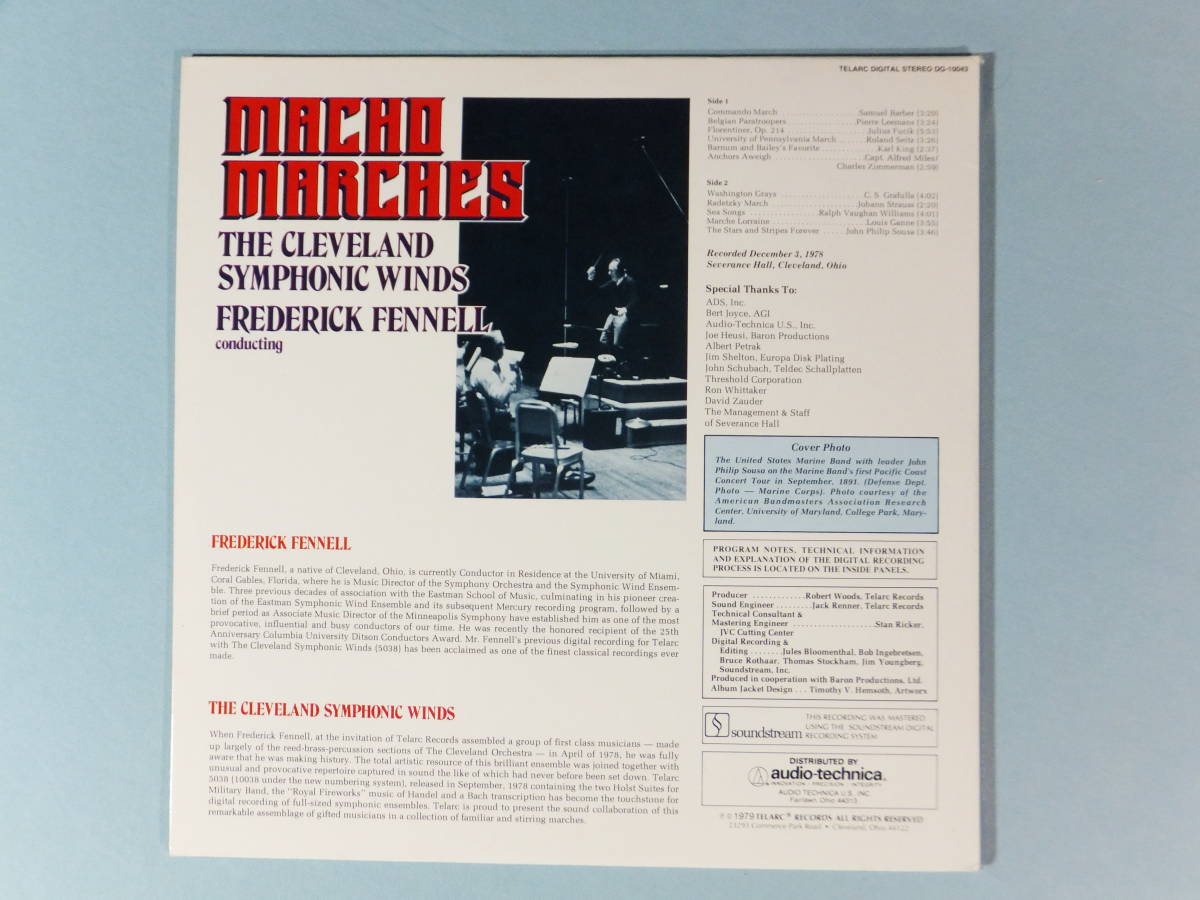 TELARC DIGITAL STEREO DG-10043
MACHO
MARCHES
THE CLEVELAND
SYMPHONIC WINDS
FREDERICK FENNELL
conducting
Side 1
Commando March . . . . . . . . . . . . . Samuel Barber (3:29)
Belgian Paratroopers . . . . . . . . . . . . Pierre Leemans (3:24)
Florentiner, Op. 214 . . . . . . . . . . . . . . Julius Fucik (5:53)
University of Pennsylvania March . . . . . . Roland Seitz (3:26)
Barnum and Bailey's Favorite . . . . . . . . . Karl King (2:37)
Anchors Aweigh . . . . . . . . . . . . . . Capt. Alfred Miles/
Charles Zimmerman (2:59)
Side 2
Washington Grays . . . . . . . . . . . . . C. S. Grafulla (4:02)
Radetzky March . . . . . . . . . . . . . . Johann Strauss (2:20)
Sea Songs . . . . . . . . . . . . . Ralph Vaughan Williams (4:01)
Marche Lorraine . . . . . . . . . . . . . . . Louis Ganne (3:55)
The Stars and Stripes Forever . . . . . John Philip Sousa (3:46)
Recorded December 3, 1978
Severance Hall, Cleveland, Ohio
Special Thanks To:
ADS, Inc.
Bert Joyce, AGI
Audio-Technica U.S., Inc.
Joe Heusi, Baron Productions
Albert Petrak
Jim Shelton, Europa Disk Plating
John Schubach, Teldec Schallplatten
Threshold Corporation
Ron Whittaker
David Zauder
The Management & Staff
of Severance Hall
Cover Photo
The United States Marine Band with leader John
Philip Sousa on the Marine Band's first Pacific Coast
Concert Tour in September, 1891. (Defense Dept.
Photo — Marine Corps). Photo courtesy of the
American Bandmasters Association Research
Center, University of Maryland, College Park, Mary-
land.
PROGRAM NOTES, TECHNICAL INFORMATION
AND EXPLANATION OF THE DIGITAL RECORDING
PROCESS IS LOCATED ON THE INSIDE PANELS.
Producer . . . . . . . . . . . . . Robert Woods, Telarc Records
Sound Engineer . . . . . . . . . Jack Renner, Telarc Records
Technical Consultant &
Mastering Engineer . . . . . . . . . . . . . . . . . . . . Stan Ricker,
JVC Cutting Center
Digital Recording &
Editing . . . . . . . . Jules Bloomenthal, Bob Ingebretsen,
Bruce Rothaar, Thomas Stockham, Jim Youngberg,
Soundstream, Inc.
Produced in cooperation with Baron Productions, Ltd.
Album Jacket Design . . . Timothy V. Hemsoth, Artworx
soundstream
THIS RECORDING WAS MASTERED
USING THE SOUNDSTREAM DIGITAL
RECORDING SYSTEM
DISTRIBUTED BY
audio-technica®
INNOVATION · PRECISION · INTEGRITY
AUDIO TECHNICA U.S., INC.
Fairlawn, Ohio 44313
℗ © 1979 TELARC® RECORDS ALL RIGHTS RESERVED
23293 Commerce Park Road • Cleveland, Ohio 44122
FREDERICK FENNELL
Frederick Fennell, a native of Cleveland, Ohio, is currently Conductor in Residence at the University of Miami,
Coral Gables, Florida, where he is Music Director of the Symphony Orchestra and the Symphonic Wind Ensem-
ble. Three previous decades of association with the Eastman School of Music, culminating in his pioneer crea-
tion of the Eastman Symphonic Wind Ensemble and its subsequent Mercury recording program, followed by a
brief period as Associate Music Director of the Minneapolis Symphony have established him as one of the most
provocative, influential and busy conductors of our time. He was recently the honored recipient of the 25th
Anniversary Columbia University Ditson Conductors Award. Mr. Fennell's previous digital recording for Telarc
with The Cleveland Symphonic Winds (5038) has been acclaimed as one of the finest classical recordings ever
made.
THE CLEVELAND SYMPHONIC WINDS
When Frederick Fennell, at the invitation of Telarc Records assembled a group of first class musicians — made
up largely of the reed-brass-percussion sections of The Cleveland Orchestra — in April of 1978, he was fully
aware that he was making history. The total artistic resource of this brilliant ensemble was joined together with
unusual and provocative repertoire captured in sound the like of which had never before been set down. Telarc
5038 (10038 under the new numbering system), released in September, 1978 containing the two Holst Suites for
Military Band, the "Royal Fireworks" music of Handel and a Bach transcription has become the touchstone for
digital recording of full-sized symphonic ensembles. Telarc is proud to present the sound collaboration of this
remarkable assemblage of gifted musicians in a collection of familiar and stirring marches.